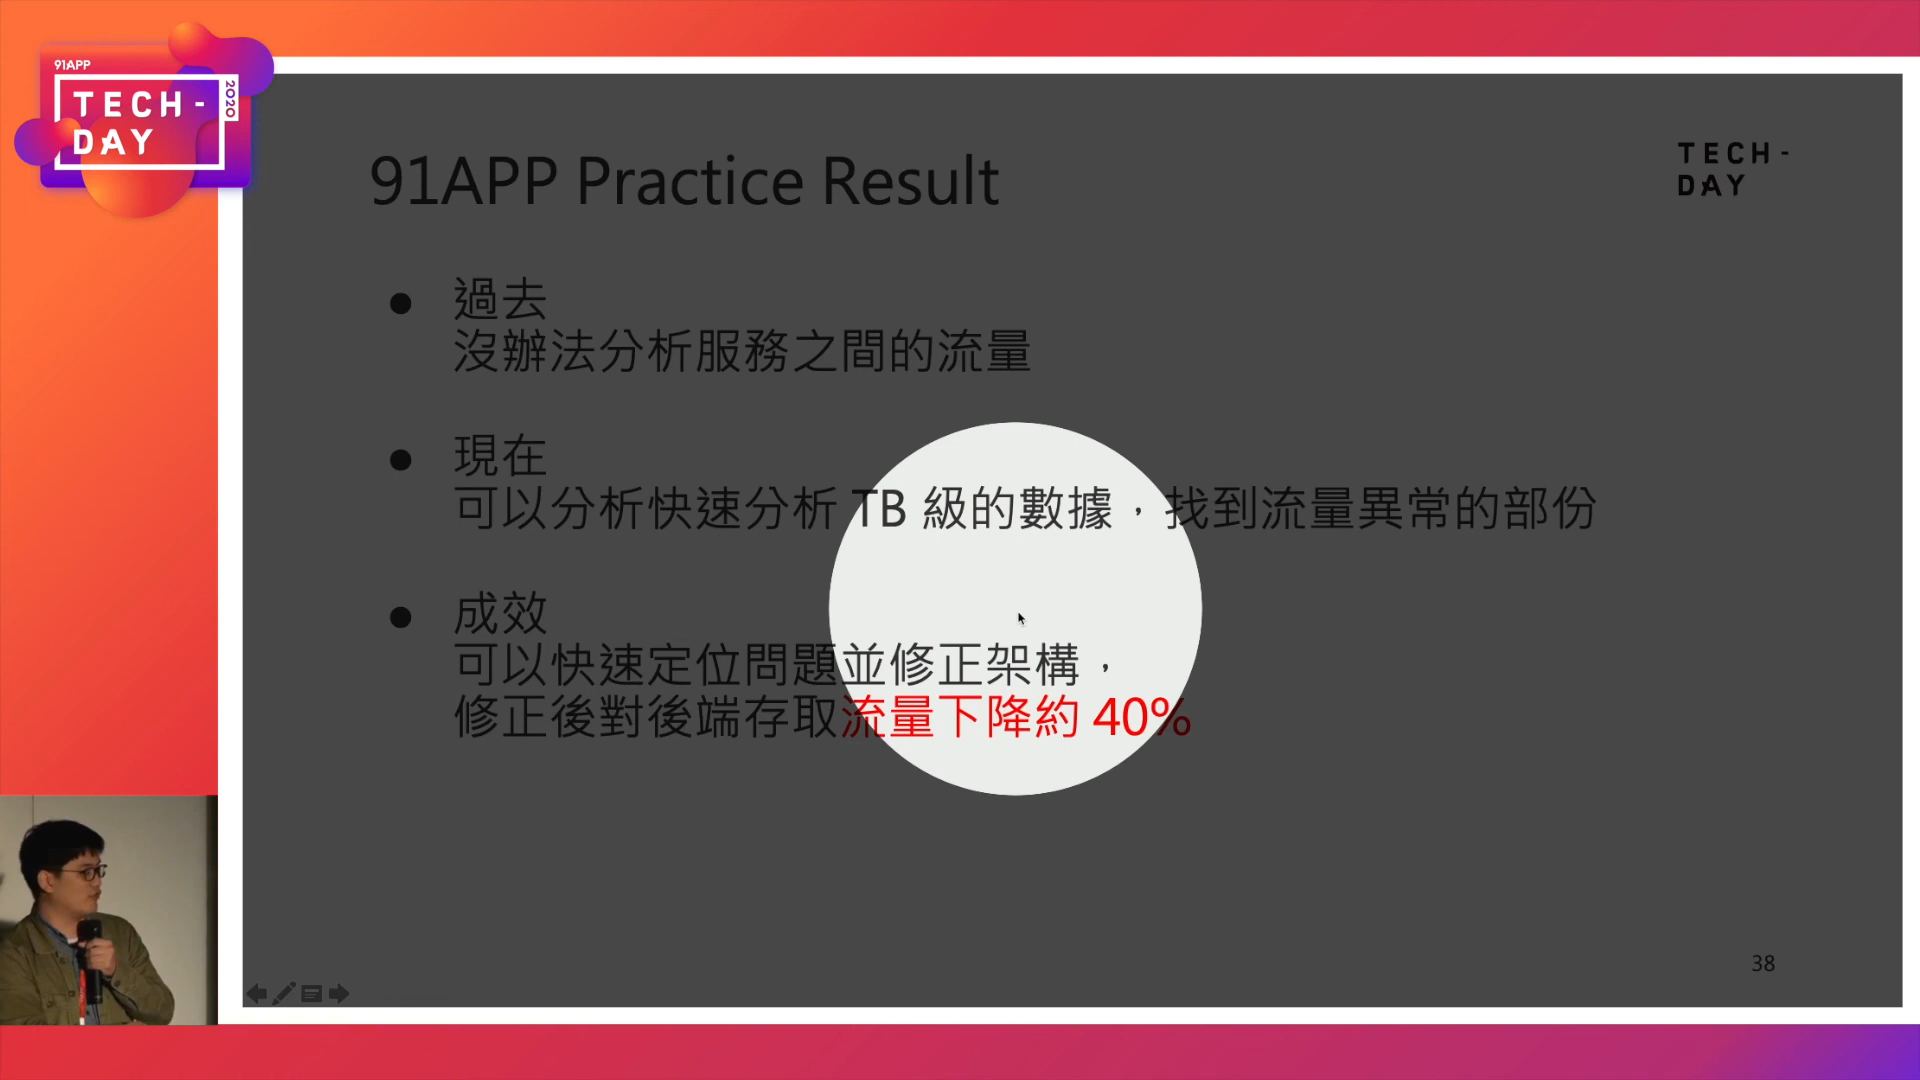 91APP
TECH-
DAY
2020
91APP Practice Result
TECH-
DAY
● 過去
沒辦法分析服務之間的流量
● 現在
可以分析快速分析 TB 級的數據，找到流量異常的部份
● 成效
可以快速定位問題並修正架構，
修正後對後端存取流量下降約 40%
38